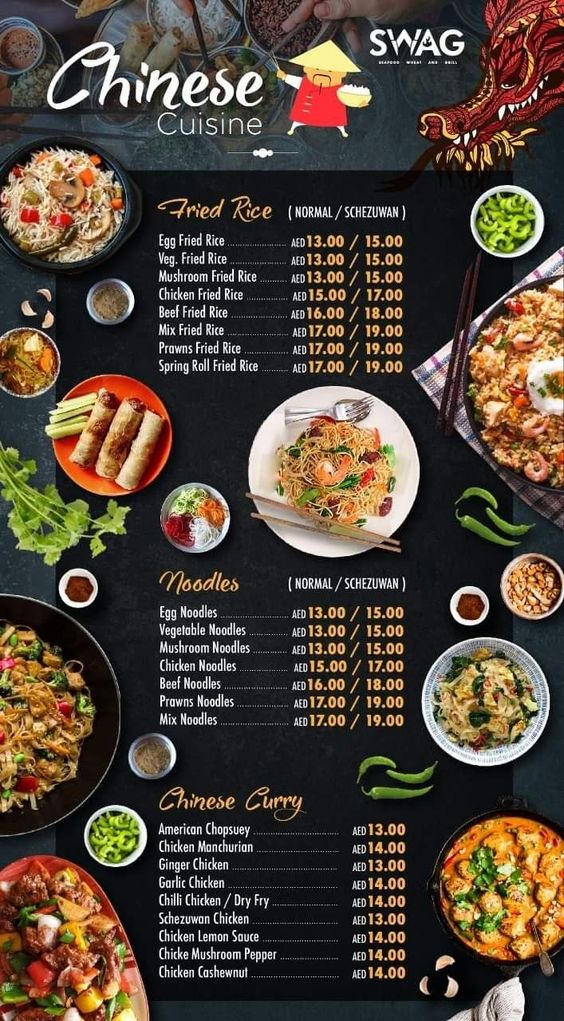 Chinese
Cuisine
SWAG
SEAFOOD WHEAT AND GRILL
Fried Rice ( NORMAL / SCHEZUWAN )
Egg Fried Rice AED 13.00 / 15.00
Veg. Fried Rice AED 13.00 / 15.00
Mushroom Fried Rice AED 13.00 / 15.00
Chicken Fried Rice AED 15.00 / 17.00
Beef Fried Rice AED 16.00 / 18.00
Mix Fried Rice AED 17.00 / 19.00
Prawns Fried Rice AED 17.00 / 19.00
Spring Roll Fried Rice AED 17.00 / 19.00
Noodles ( NORMAL / SCHEZUWAN )
Egg Noodles AED 13.00 / 15.00
Vegetable Noodles AED 13.00 / 15.00
Mushroom Noodles AED 13.00 / 15.00
Chicken Noodles AED 15.00 / 17.00
Beef Noodles AED 16.00 / 18.00
Prawns Noodles AED 17.00 / 19.00
Mix Noodles AED 17.00 / 19.00
Chinese Curry
American Chopsuey AED 13.00
Chicken Manchurian AED 14.00
Ginger Chicken AED 13.00
Garlic Chicken AED 14.00
Chilli Chicken / Dry Fry AED 14.00
Schezuwan Chicken AED 13.00
Chicken Lemon Sauce AED 14.00
Chicke Mushroom Pepper AED 14.00
Chicken Cashewnut AED 14.00